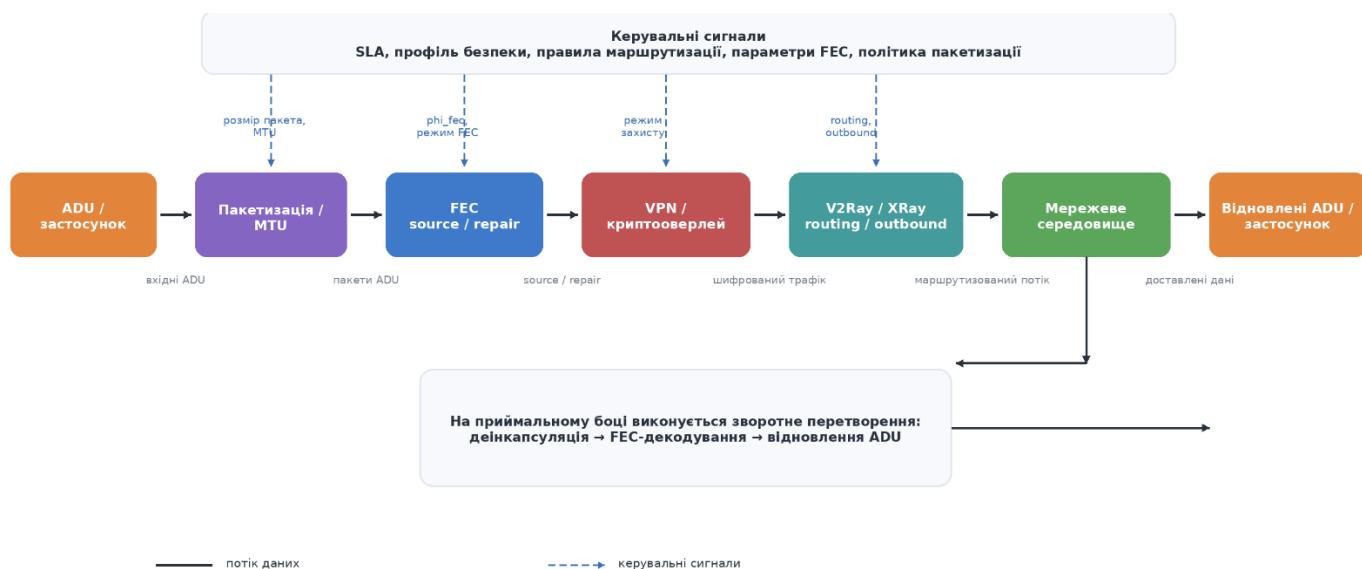 Керувальні сигнали
SLA, профіль безпеки, правила маршрутизації, параметри FEC, політика пакетизації
розмір пакета,
MTU
phi_fec,
режим FEC
режим
захисту
routing,
outbound
ADU /
застосунок
Пакетизація /
MTU
FEC
source / repair
VPN /
криптооверлей
V2Ray / XRay
routing / outbound
Мережеве
середовище
Відновлені ADU /
застосунок
вхідні ADU
пакети ADU
source / repair
шифрований трафік
маршрутизований потік
доставлені дані
На приймальному боці виконується зворотне перетворення:
деінкапсуляція → FEC-декодування → відновлення ADU
потік даних
керувальні сигнали